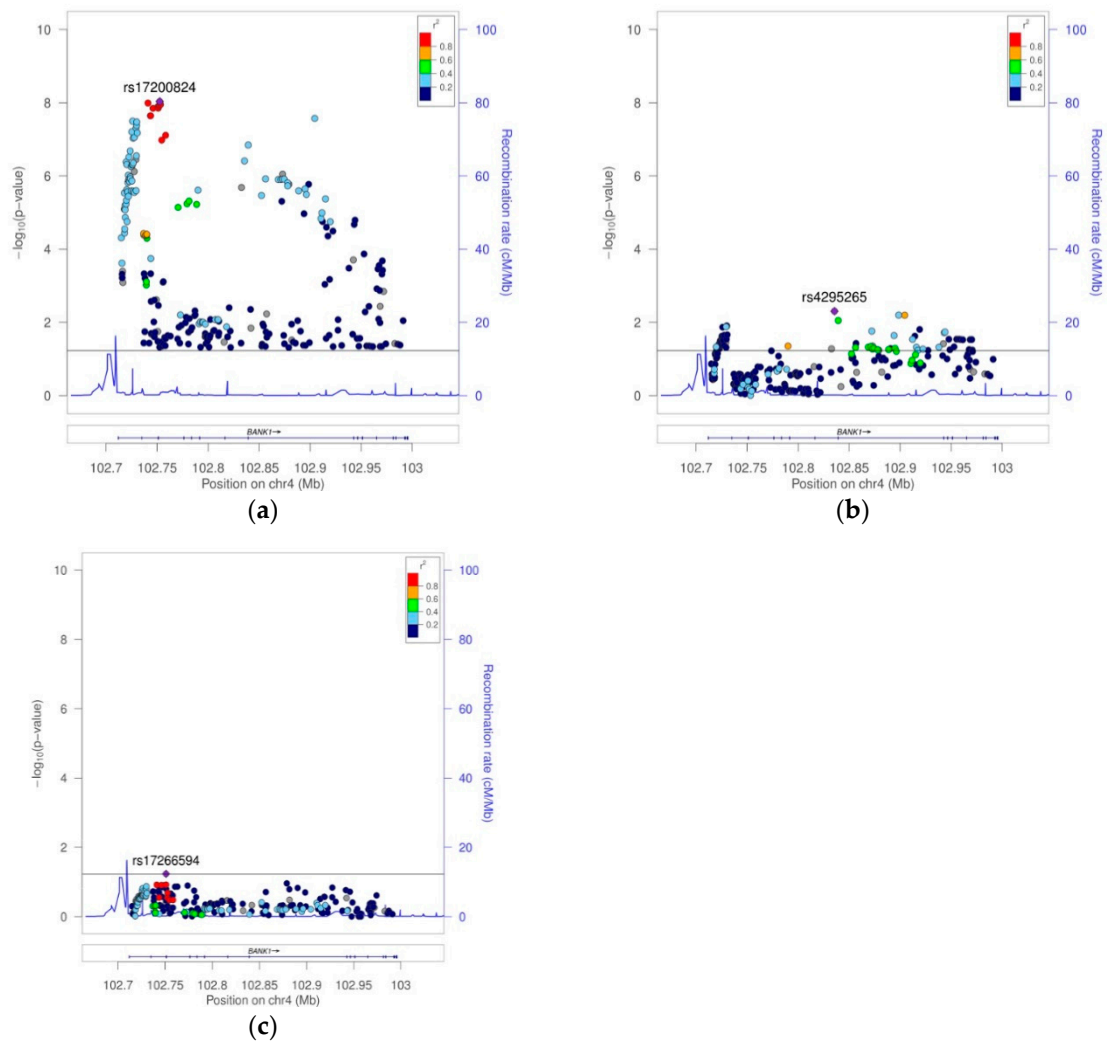 10
8
6
4
2
0
−log10(p-value)
rs17200824
r2
0.8
0.6
0.4
0.2
100
80
60
40
20
0
Recombination rate (cM/Mb)
BANK1→
102.7 102.75 102.8 102.85 102.9 102.95 103
Position on chr4 (Mb)
(a)
10
8
6
4
2
0
−log10(p-value)
rs4295265
r2
0.8
0.6
0.4
0.2
100
80
60
40
20
0
Recombination rate (cM/Mb)
BANK1→
102.7 102.75 102.8 102.85 102.9 102.95 103
Position on chr4 (Mb)
(b)
10
8
6
4
2
0
−log10(p-value)
rs17266594
r2
0.8
0.6
0.4
0.2
100
80
60
40
20
0
Recombination rate (cM/Mb)
BANK1→
102.7 102.75 102.8 102.85 102.9 102.95 103
Position on chr4 (Mb)
(c)